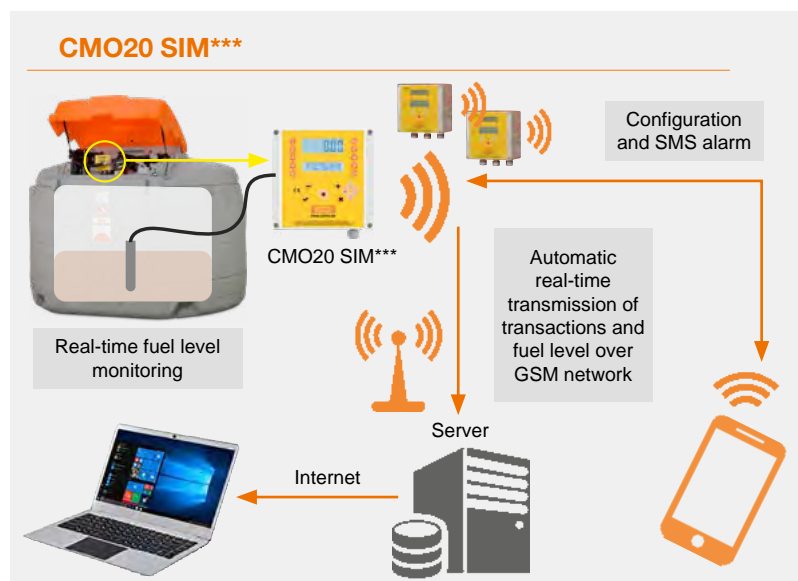 CMO20 SIM***
Configuration
and SMS alarm
CMO20 SIM***
Automatic
real-time
transmission of
transactions and
fuel level over
GSM network
Real-time fuel level
monitoring
Server
Internet